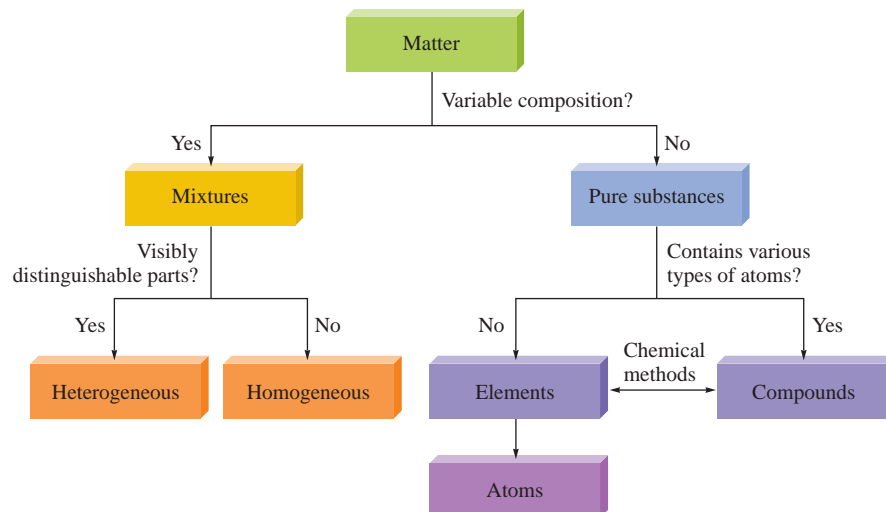 Matter
Variable composition?
Yes
No
Mixtures
Pure substances
Visibly
distinguishable parts?
Contains various
types of atoms?
Yes
No
No
Yes
Chemical
methods
Heterogeneous
Homogeneous
Elements
Compounds
Atoms